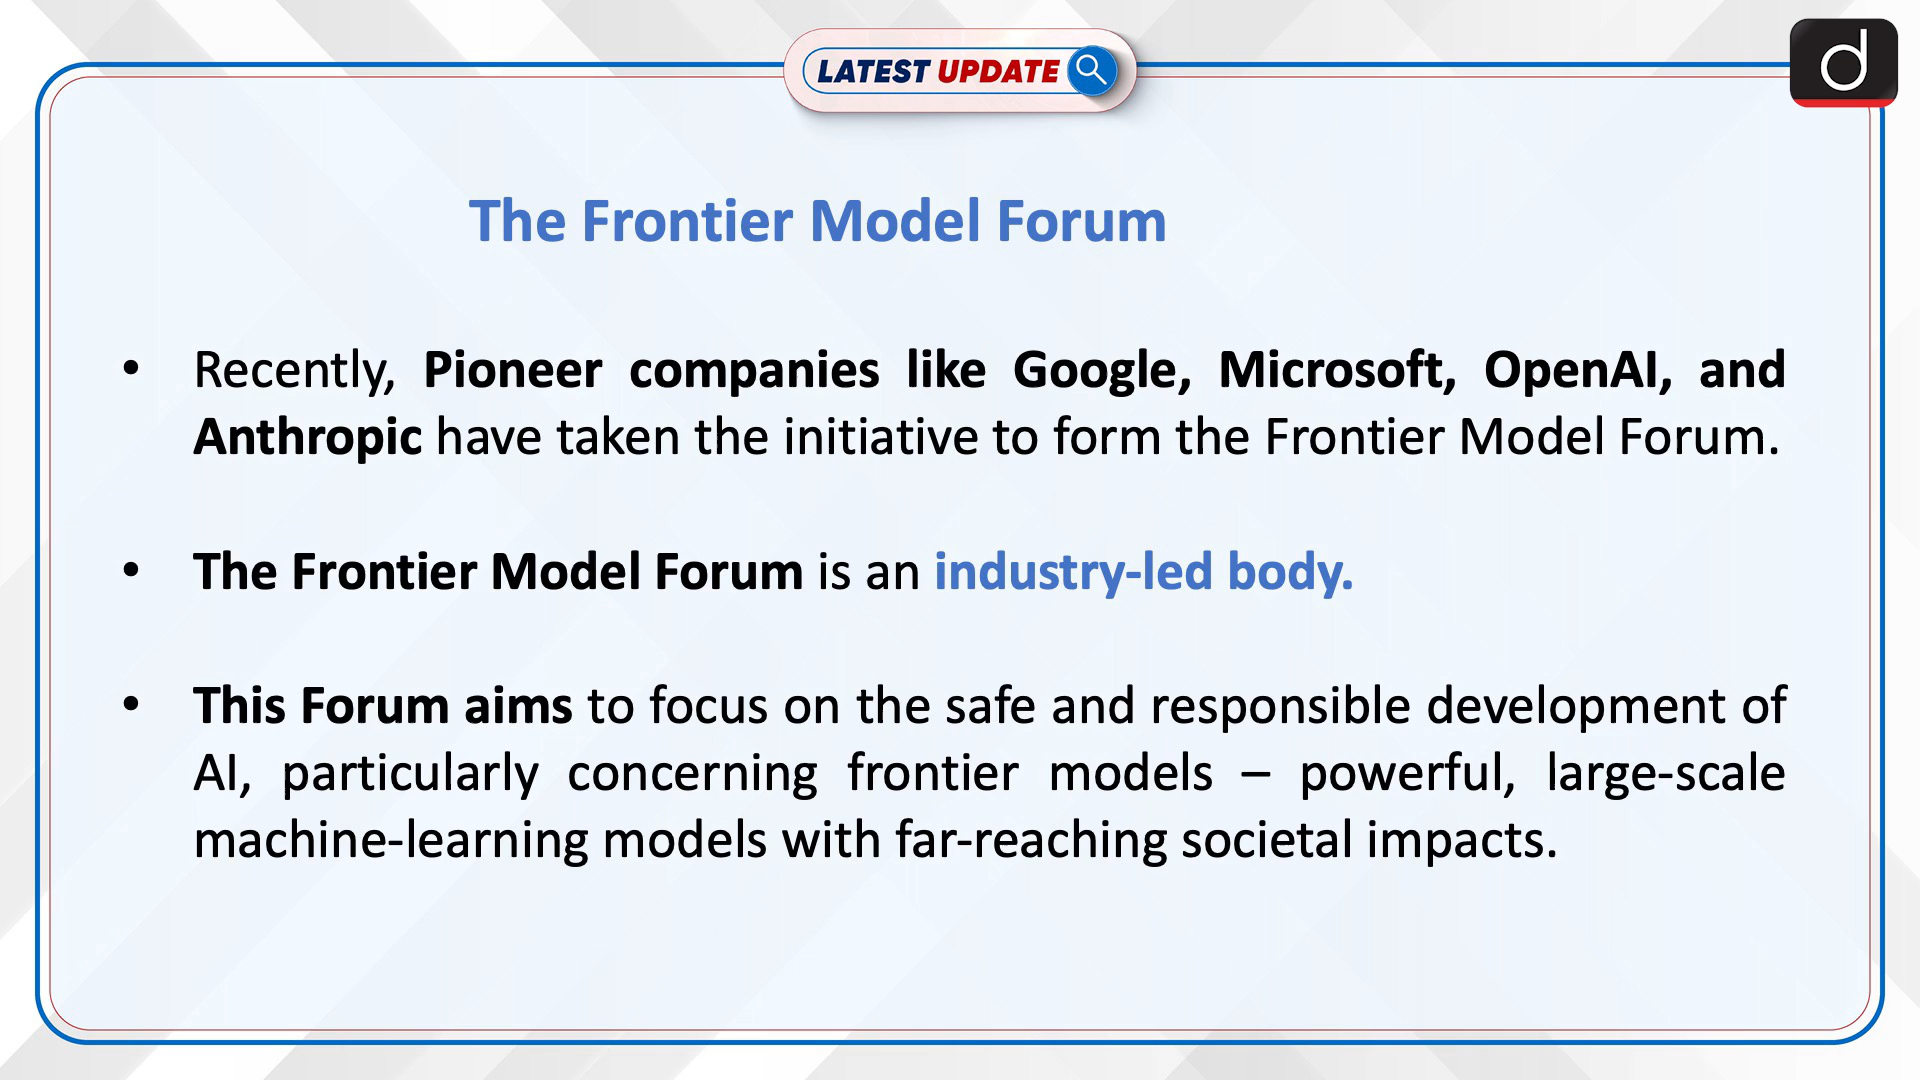 LATEST UPDATE
d
The Frontier Model Forum
• Recently, Pioneer companies like Google, Microsoft, OpenAI, and
Anthropic have taken the initiative to form the Frontier Model Forum.
• The Frontier Model Forum is an industry-led body.
• This Forum aims to focus on the safe and responsible development of
AI, particularly concerning frontier models – powerful, large-scale
machine-learning models with far-reaching societal impacts.